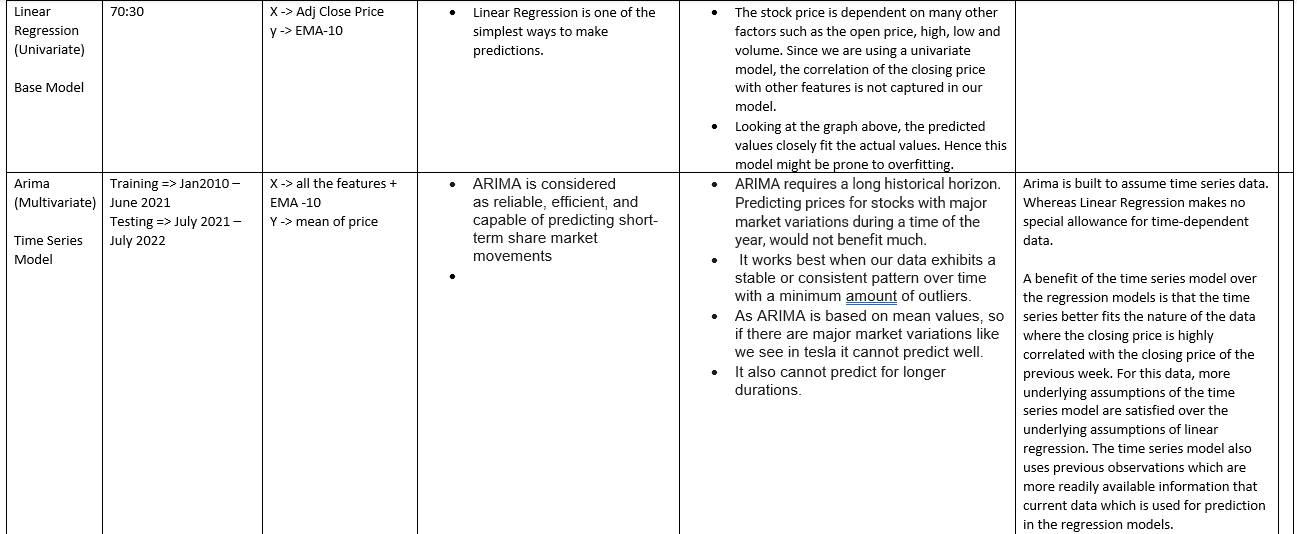 Linear
Regression
(Univariate)
Base Model
70:30
X -> Adj Close Price
y -> EMA-10
• Linear Regression is one of the
simplest ways to make
predictions.
• The stock price is dependent on many other
factors such as the open price, high, low and
volume. Since we are using a univariate
model, the correlation of the closing price
with other features is not captured in our
model.
• Looking at the graph above, the predicted
values closely fit the actual values. Hence this
model might be prone to overfitting.
Arima
(Multivariate)
Time Series
Model
Training => Jan2010 –
June 2021
Testing => July 2021 –
July 2022
X -> all the features +
EMA -10
Y -> mean of price
• ARIMA is considered
as reliable, efficient, and
capable of predicting short-
term share market
movements
•
• ARIMA requires a long historical horizon.
Predicting prices for stocks with major
market variations during a time of the
year, would not benefit much.
• It works best when our data exhibits a
stable or consistent pattern over time
with a minimum amount of outliers.
• As ARIMA is based on mean values, so
if there are major market variations like
we see in tesla it cannot predict well.
• It also cannot predict for longer
durations.
Arima is built to assume time series data.
Whereas Linear Regression makes no
special allowance for time-dependent
data.
A benefit of the time series model over
the regression models is that the time
series better fits the nature of the data
where the closing price is highly
correlated with the closing price of the
previous week. For this data, more
underlying assumptions of the time
series model are satisfied over the
underlying assumptions of linear
regression. The time series model also
uses previous observations which are
more readily available information that
current data which is used for prediction
in the regression models.